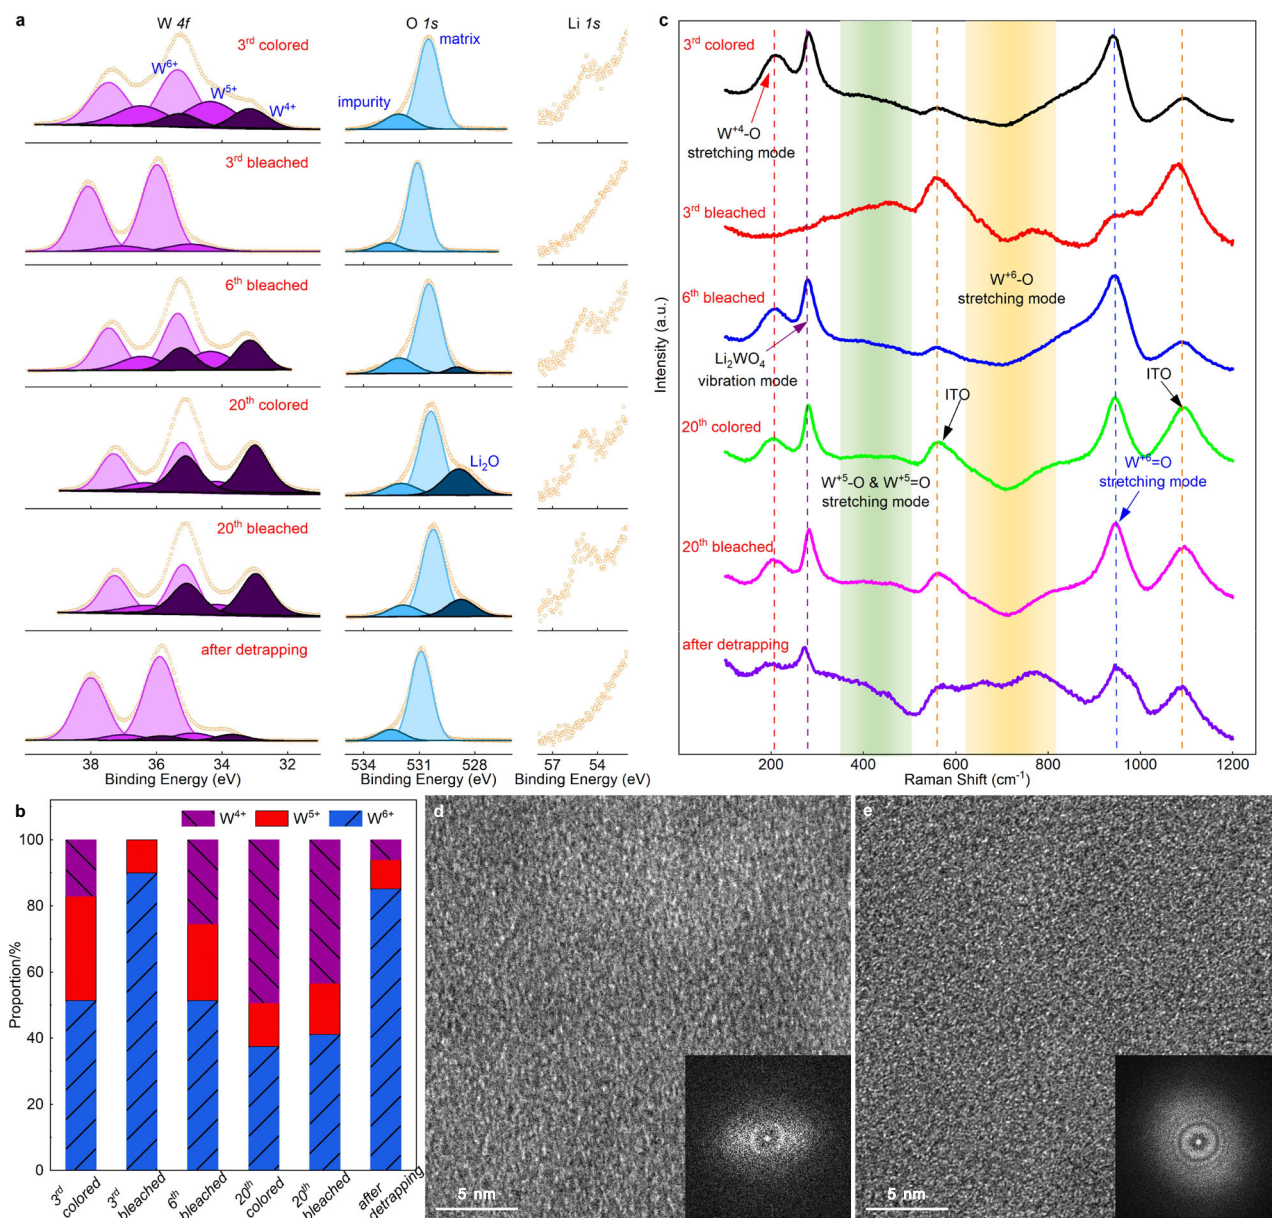 a
W 4f
O 1s
Li 1s
3rd colored
W6+
W5+
W4+
matrix
impurity
3rd bleached
6th bleached
20th colored
Li2O
20th bleached
after detrapping
38 36 34 32
534 531 528
57 54
Binding Energy (eV)
Binding Energy (eV)
Binding Energy (eV)
c
3rd colored
W+4-O
stretching mode
3rd bleached
W+6-O
stretching mode
6th bleached
Li2WO4
vibration mode
ITO
ITO
20th colored
W+5-O & W+5=O
stretching mode
W+6=O
stretching mode
20th bleached
after detrapping
Intensity (a.u.)
200 400 600 800 1000 1200
Raman Shift (cm-1)
b
W4+ W5+ W6+
100
80
60
40
20
0
Proportion/%
3rd colored
3rd bleached
6th bleached
20th colored
20th bleached
after detrapping
d
5 nm
e
5 nm